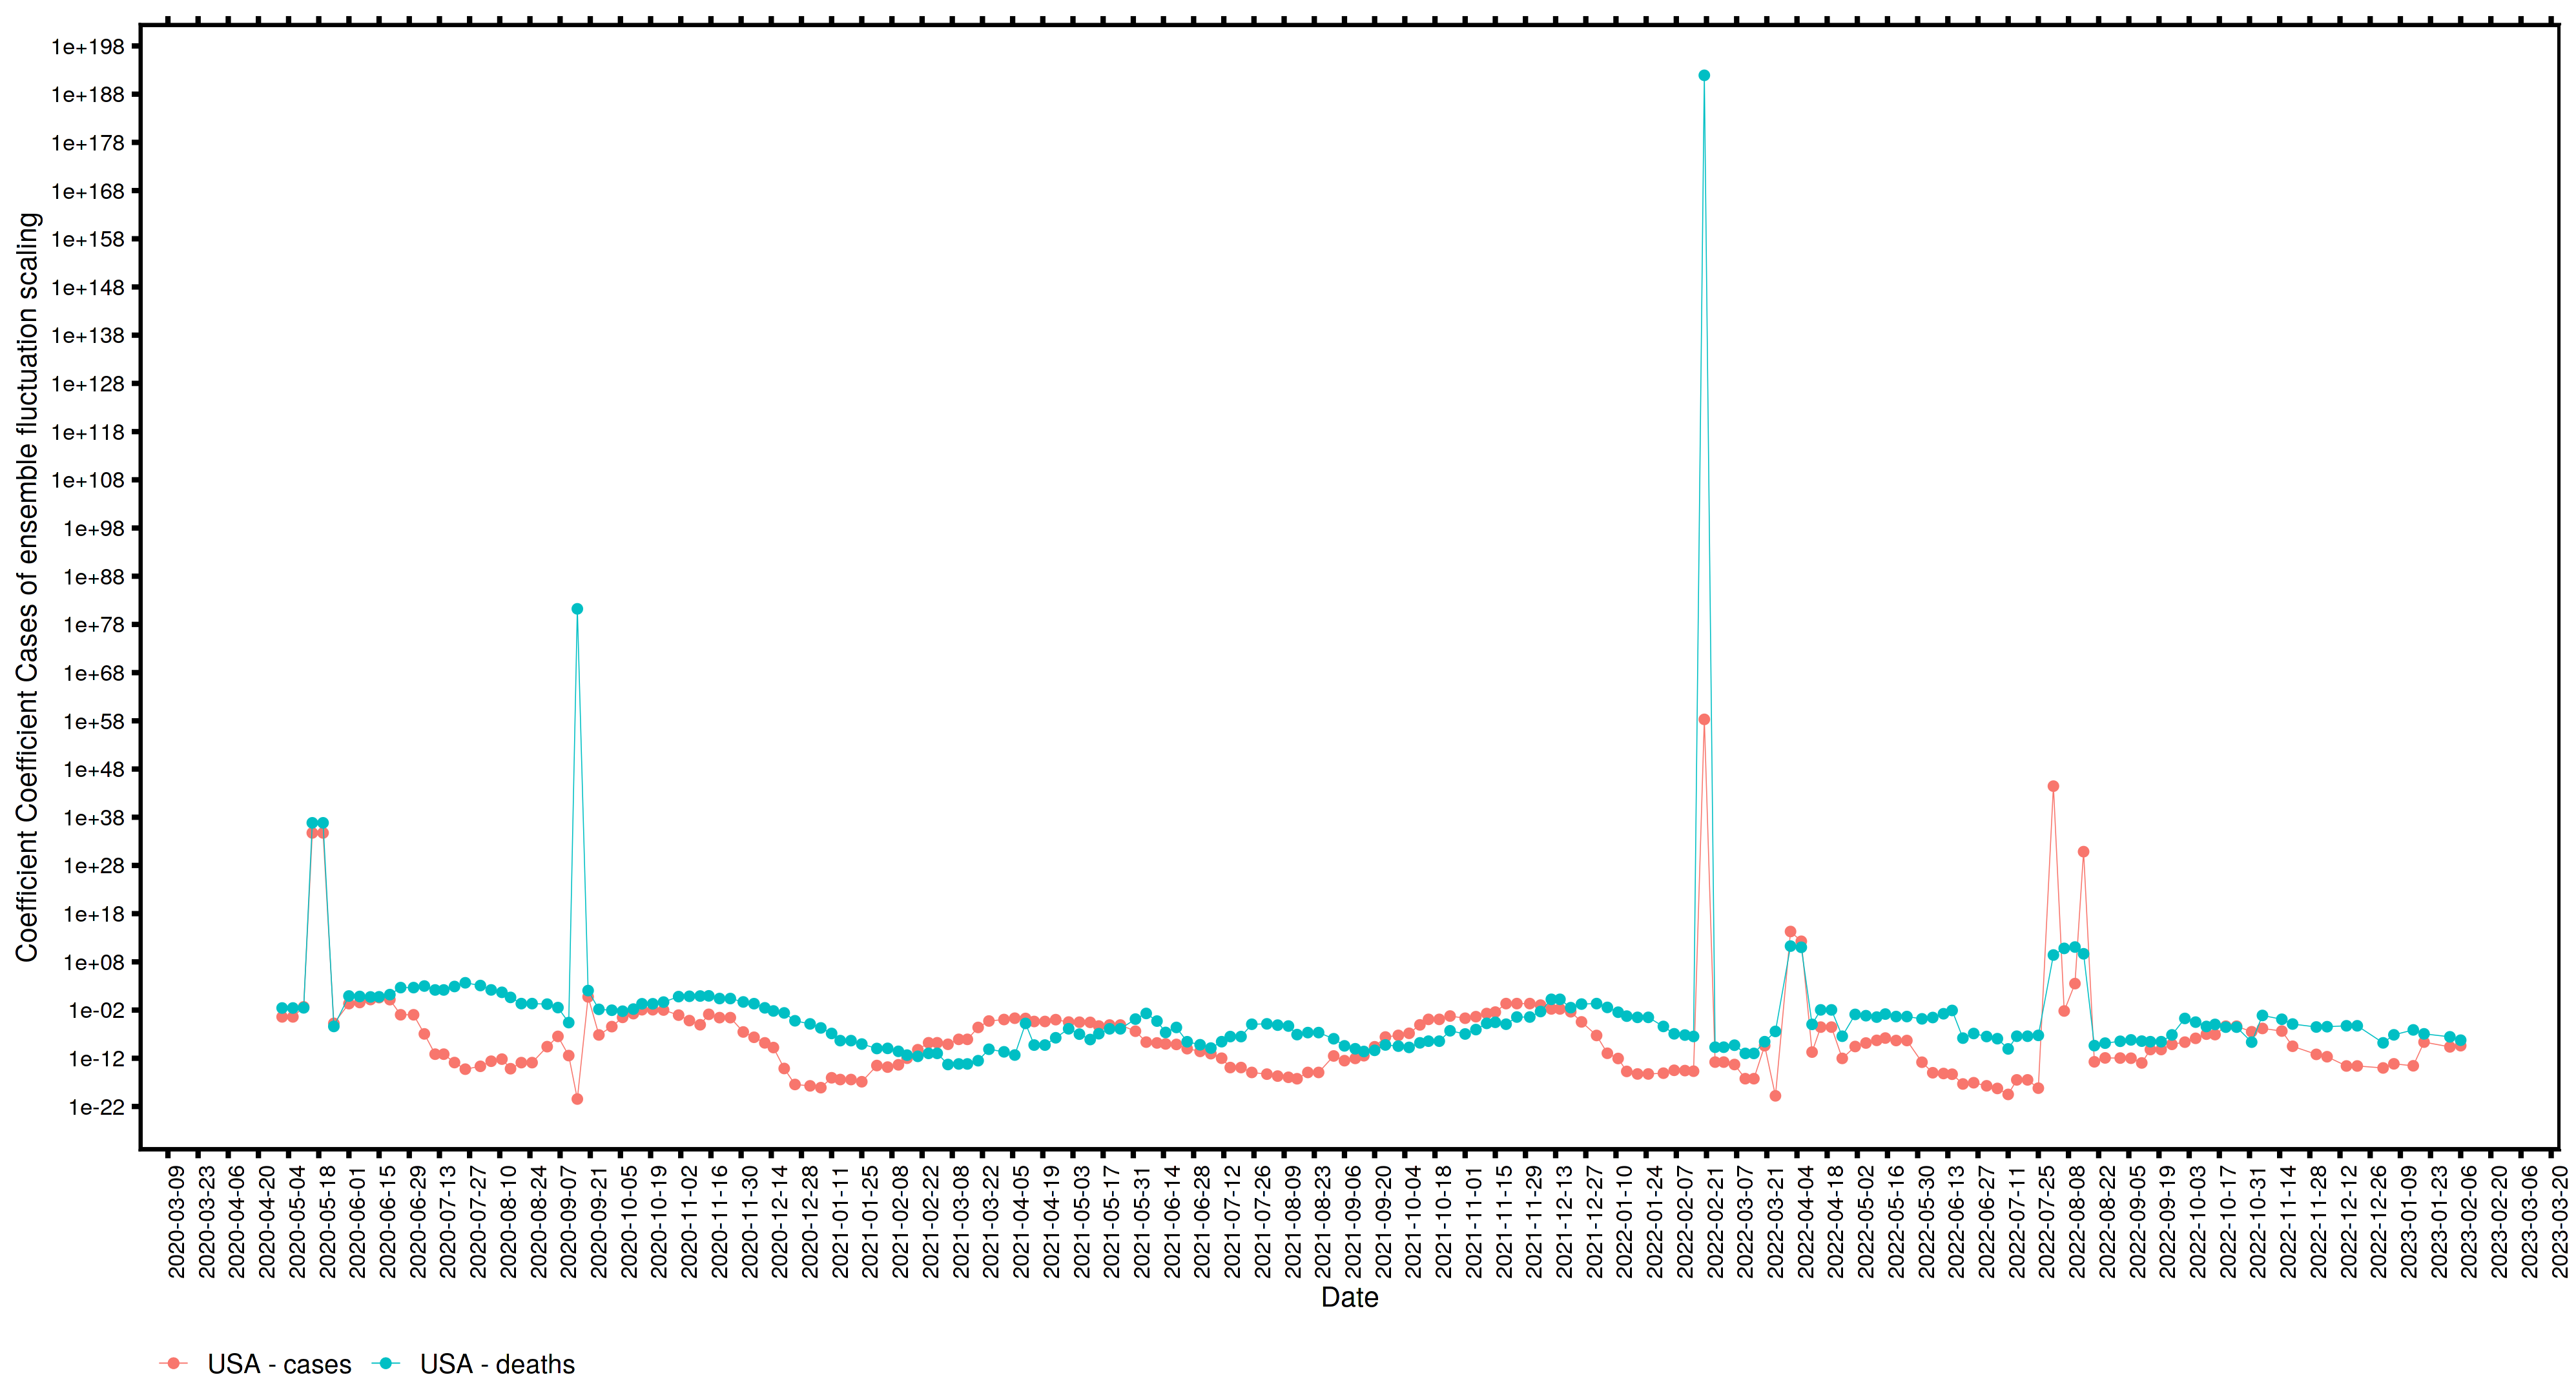 Coefficient Coefficient Cases of ensemble fluctuation scaling
1e+198
1e+188
1e+178
1e+168
1e+158
1e+148
1e+138
1e+128
1e+118
1e+108
1e+98
1e+88
1e+78
1e+68
1e+58
1e+48
1e+38
1e+28
1e+18
1e+08
1e-02
1e-12
1e-22
2020-03-09
2020-03-23
2020-04-06
2020-04-20
2020-05-04
2020-05-18
2020-06-01
2020-06-15
2020-06-29
2020-07-13
2020-07-27
2020-08-10
2020-08-24
2020-09-07
2020-09-21
2020-10-05
2020-10-19
2020-11-02
2020-11-16
2020-11-30
2020-12-14
2020-12-28
2021-01-11
2021-01-25
2021-02-08
2021-02-22
2021-03-08
2021-03-22
2021-04-05
2021-04-19
2021-05-03
2021-05-17
2021-05-31
2021-06-14
2021-06-28
2021-07-12
2021-07-26
2021-08-09
2021-08-23
2021-09-06
2021-09-20
2021-10-04
2021-10-18
2021-11-01
2021-11-15
2021-11-29
2021-12-13
2021-12-27
2022-01-10
2022-01-24
2022-02-07
2022-02-21
2022-03-07
2022-03-21
2022-04-04
2022-04-18
2022-05-02
2022-05-16
2022-05-30
2022-06-13
2022-06-27
2022-07-11
2022-07-25
2022-08-08
2022-08-22
2022-09-05
2022-09-19
2022-10-03
2022-10-17
2022-10-31
2022-11-14
2022-11-28
2022-12-12
2022-12-26
2023-01-09
2023-01-23
2023-02-06
2023-02-20
2023-03-06
2023-03-20
Date
USA - cases
USA - deaths